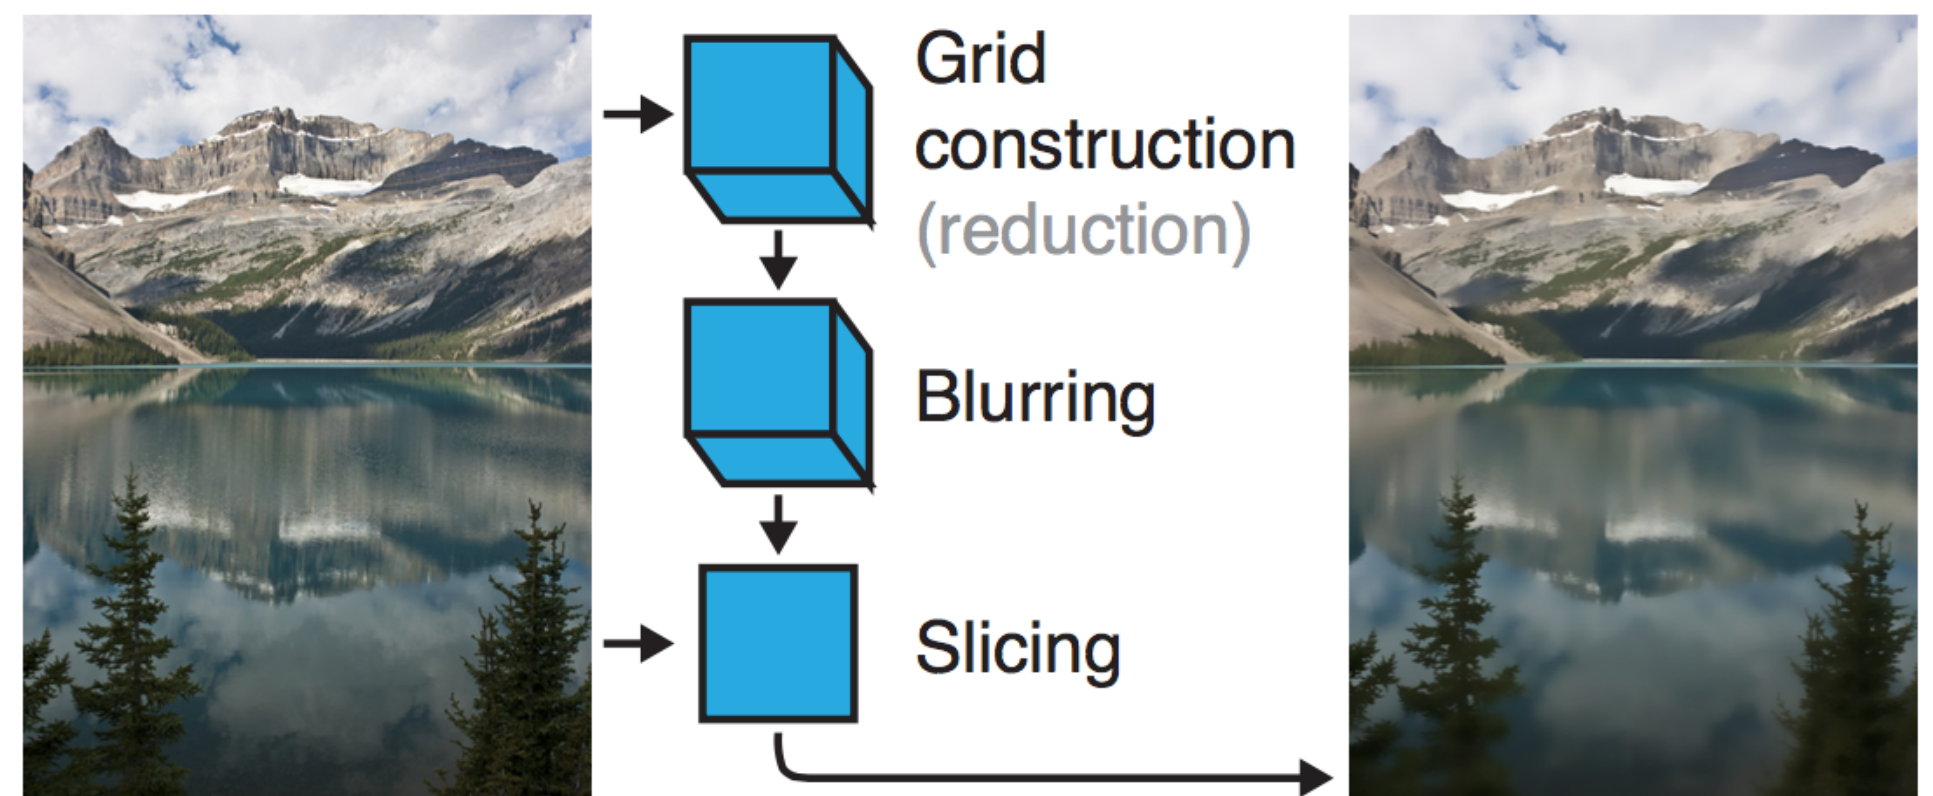 Grid
construction
(reduction)
Blurring
Slicing